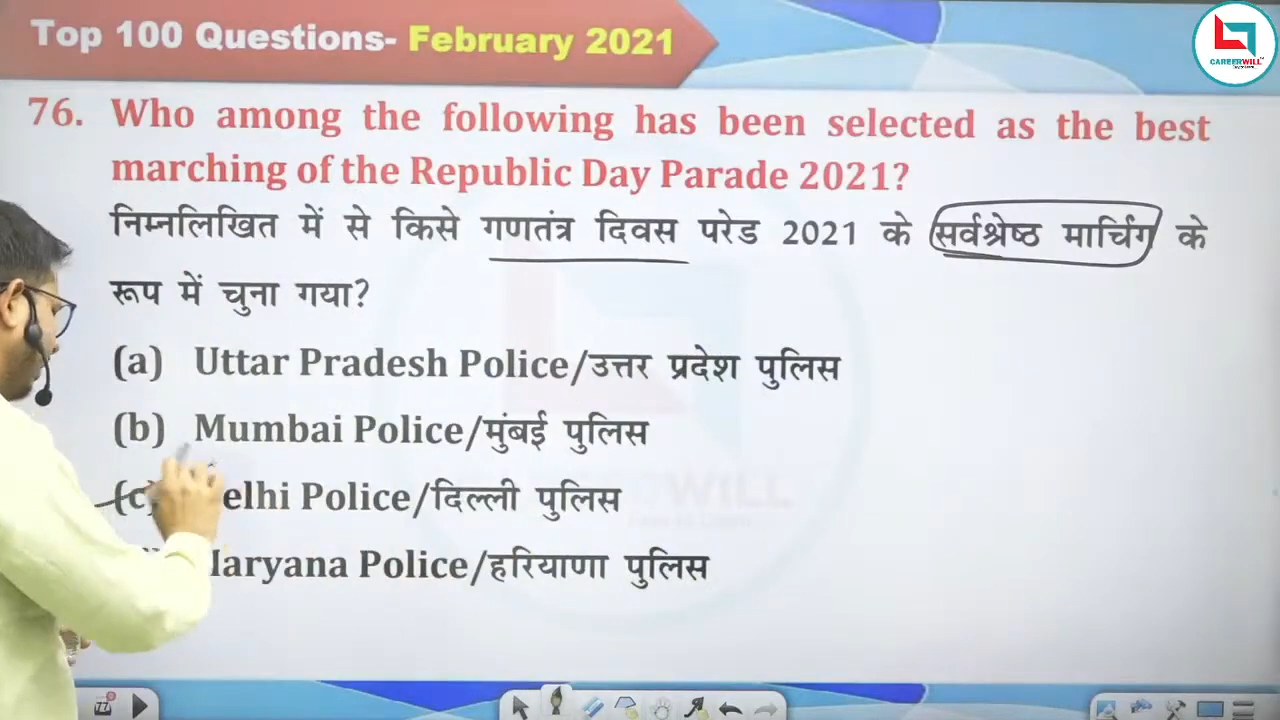 Top 100 Questions- February 2021
CAREERWILL
76. Who among the following has been selected as the best
marching of the Republic Day Parade 2021?
निम्नलिखित में से किसे गणतंत्र दिवस परेड 2021 के सर्वश्रेष्ठ मार्चिंग के
रूप में चुना गया?
(a) Uttar Pradesh Police/उत्तर प्रदेश पुलिस
(b) Mumbai Police/मुंबई पुलिस
(c) elhi Police/दिल्ली पुलिस
aryana Police/हरियाणा पुलिस
77